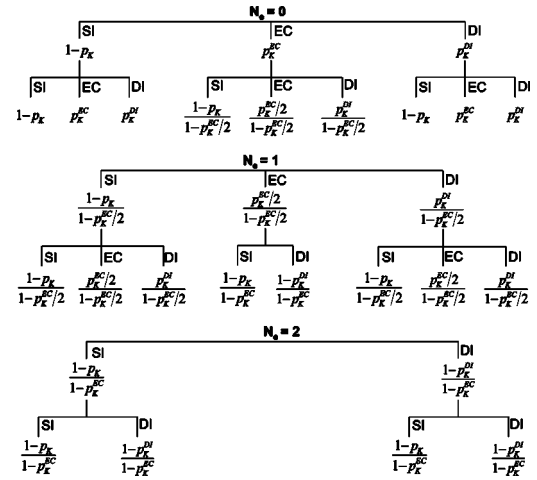 Nₑ = 0
SI EC DI
1−p_K p_K^EC p_K^DI
SI EC DI SI EC DI SI EC DI
1−p_K p_K^EC p_K^DI (1−p_K)/(1−p_K^EC/2) (p_K^EC/2)/(1−p_K^EC/2) p_K^DI/(1−p_K^EC/2) 1−p_K p_K^EC p_K^DI
Nₑ = 1
SI EC DI
(1−p_K)/(1−p_K^EC/2) (p_K^EC/2)/(1−p_K^EC/2) p_K^DI/(1−p_K^EC/2)
SI EC DI SI DI SI EC DI
(1−p_K)/(1−p_K^EC/2) (p_K^EC/2)/(1−p_K^EC/2) p_K^DI/(1−p_K^EC/2) (1−p_K)/(1−p_K^EC) (1−p_K^DI)/(1−p_K^EC) (1−p_K)/(1−p_K^EC/2) (p_K^EC/2)/(1−p_K^EC/2) p_K^DI/(1−p_K^EC/2)
Nₑ = 2
SI DI
(1−p_K)/(1−p_K^EC) (1−p_K^DI)/(1−p_K^EC)
SI DI SI DI
(1−p_K)/(1−p_K^EC) (1−p_K^DI)/(1−p_K^EC) (1−p_K)/(1−p_K^EC) (1−p_K^DI)/(1−p_K^EC)